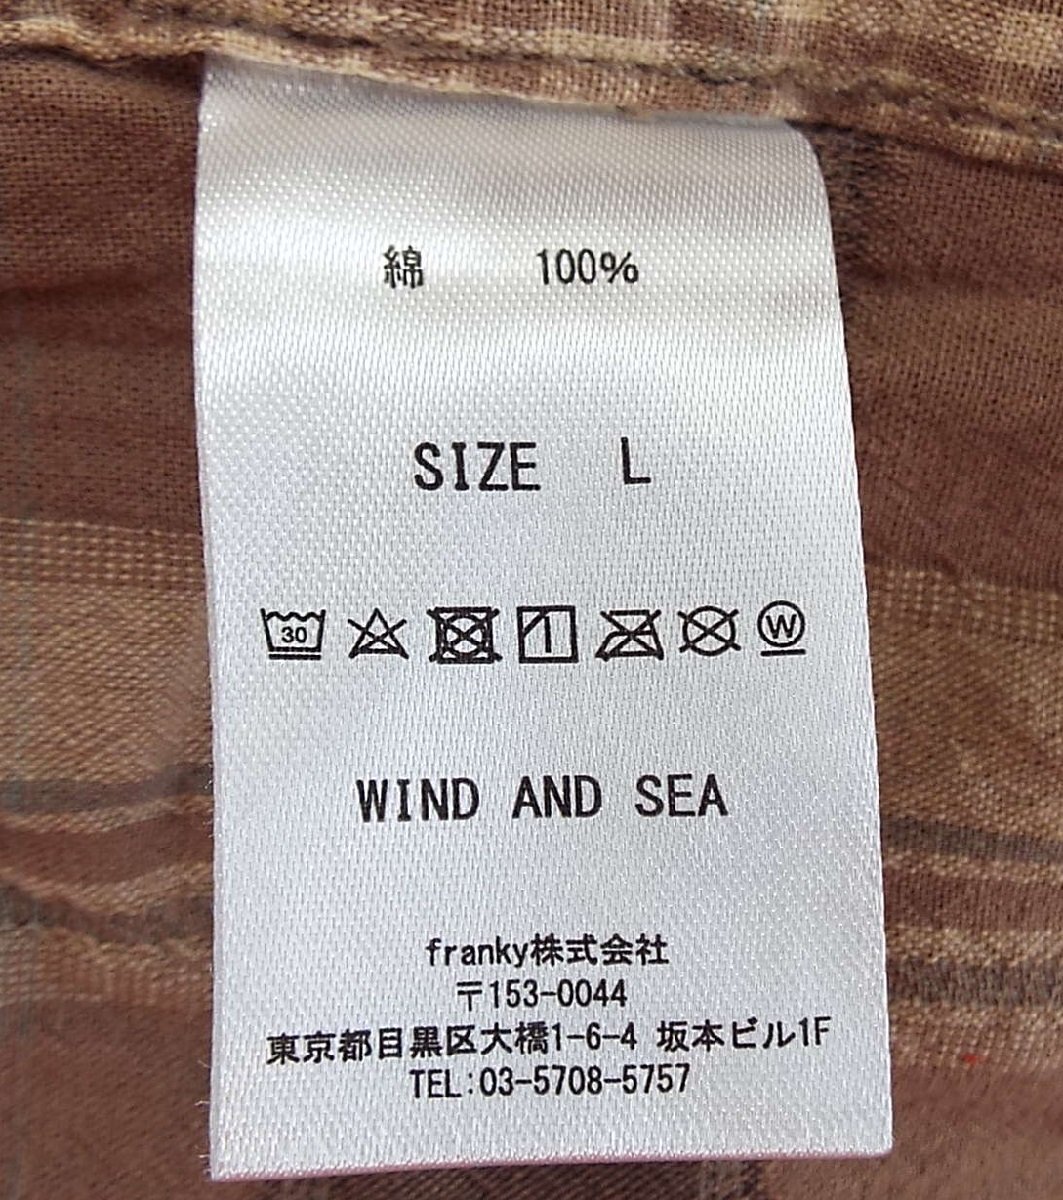 綿 100%
SIZE L
30 W
WIND AND SEA
franky株式会社
〒153-0044
東京都目黒区大橋1-6-4 坂本ビル1F
TEL:03-5708-5757